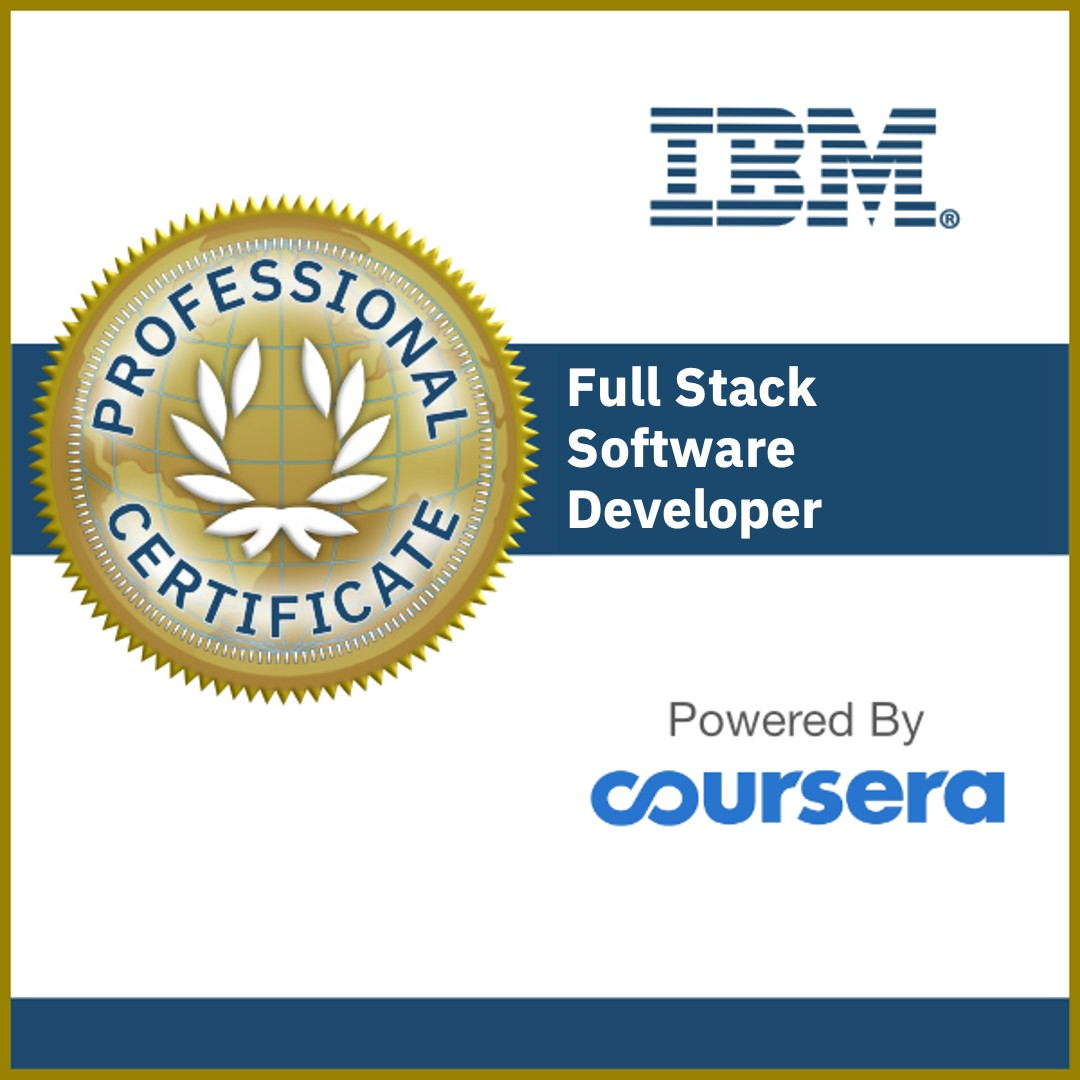 IBM®
PROFESSIONAL
CERTIFICATE
Full Stack
Software
Developer
Powered By
coursera